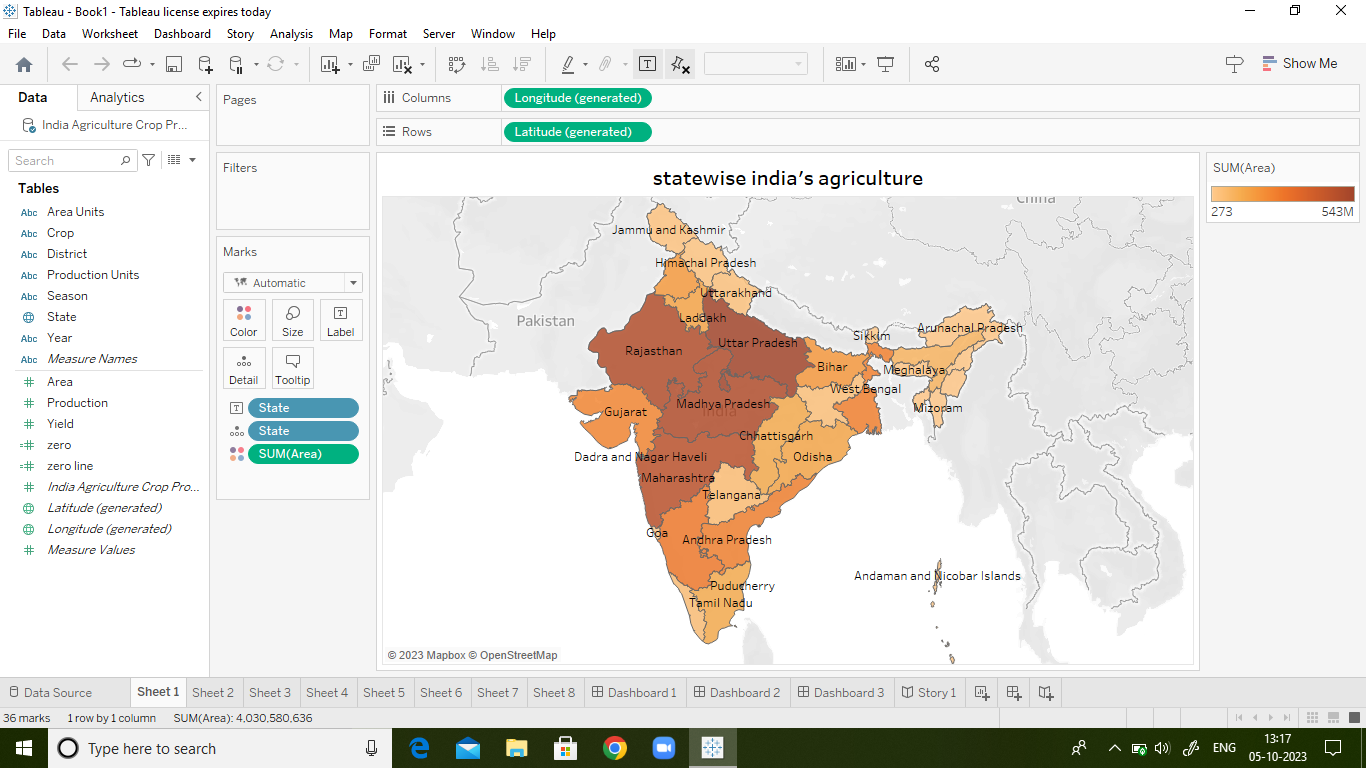 Tableau - Book1 - Tableau license expires today
File Data Worksheet Dashboard Story Analysis Map Format Server Window Help
Show Me
Data Analytics
India Agriculture Crop Pr...
Search
Tables
Abc Area Units
Abc Crop
Abc District
Abc Production Units
Abc Season
State
Abc Year
Abc Measure Names
Area
Production
Yield
zero
zero line
India Agriculture Crop Pro...
Latitude (generated)
Longitude (generated)
Measure Values
Pages
Filters
Marks
Automatic
Color Size Label
Detail Tooltip
State
State
SUM(Area)
Columns Longitude (generated)
Rows Latitude (generated)
statewise india's agriculture
China
Jammu and Kashmir
Himachal Pradesh
Uttarakhand
Pakistan
Laddakh
Arunachal Pradesh
Sikkim
Uttar Pradesh
Rajasthan
Bihar
Meghalaya
West Bengal
Madhya Pradesh
India
Mizoram
Gujarat
Chhattisgarh
Dadra and Nagar Haveli
Odisha
Maharashtra
Telangana
Goa
Andhra Pradesh
Andaman and Nicobar Islands
Puducherry
Tamil Nadu
© 2023 Mapbox © OpenStreetMap
SUM(Area)
273 543M
Data Source Sheet 1 Sheet 2 Sheet 3 Sheet 4 Sheet 5 Sheet 6 Sheet 7 Sheet 8 Dashboard 1 Dashboard 2 Dashboard 3 Story 1
36 marks 1 row by 1 column SUM(Area): 4,030,580,636
Type here to search
ENG
13:17
05-10-2023